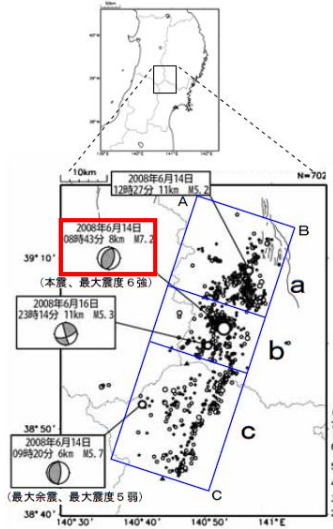 10km
N=702
2008年6月14日
12時27分 11km M5.2
A
B
2008年6月14日
08時43分 8km M7.2
39°10′
(本震、最大震度6強)
a
2008年6月16日
23時14分 11km M5.3
b
38°50′
c
2008年6月14日
09時20分 6km M5.7
(最大余震、最大震度5弱)
C
140°30′
140°40′
140°50′
141°